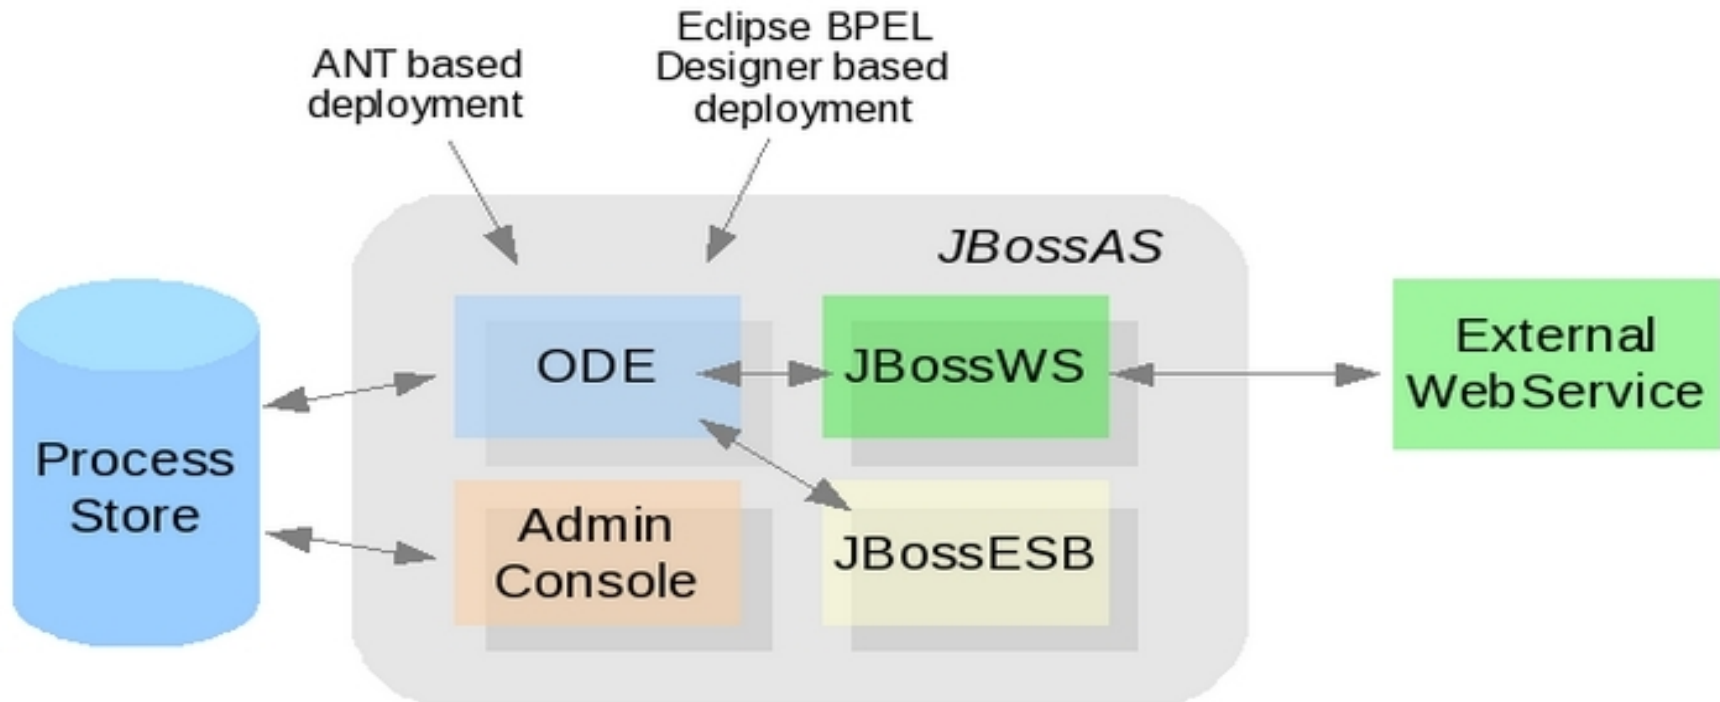 ANT based
deployment
Eclipse BPEL
Designer based
deployment
JBossAS
Process
Store
ODE
JBossWS
External
WebService
Admin
Console
JBossESB